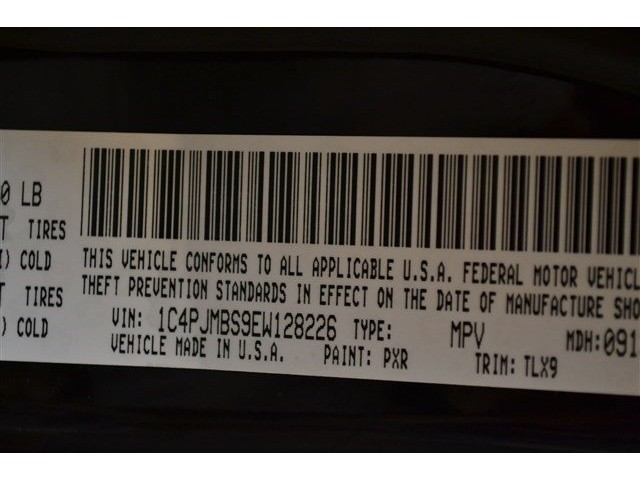 0 LB
TIRES
) COLD
TIRES
) COLD
THIS VEHICLE CONFORMS TO ALL APPLICABLE U.S.A. FEDERAL MOTOR VEHICL
THEFT PREVENTION STANDARDS IN EFFECT ON THE DATE OF MANUFACTURE SHO
VIN: 1C4PJMBS9EW128226 TYPE: MPV MDH:091
VEHICLE MADE IN U.S.A. PAINT: PXR TRIM: TLX9